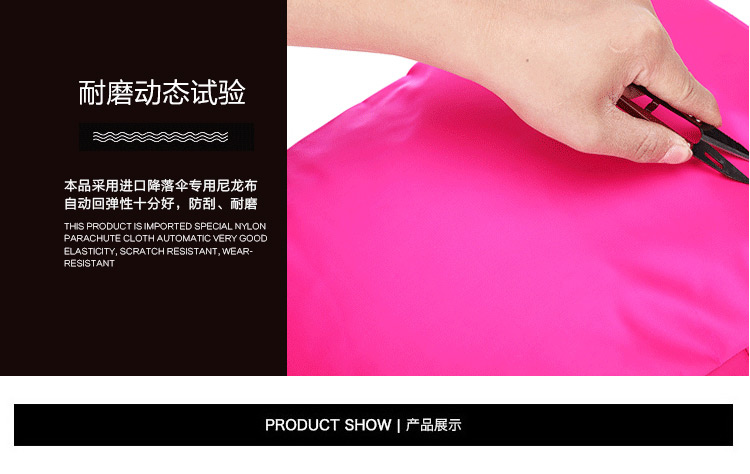 耐磨动态试验
本品采用进口降落伞专用尼龙布
自动回弹性十分好，防刮、耐磨
THIS PRODUCT IS IMPORTED SPECIAL NYLON
PARACHUTE CLOTH AUTOMATIC VERY GOOD
ELASTICITY, SCRATCH RESISTANT, WEAR-
RESISTANT
PRODUCT SHOW | 产品展示